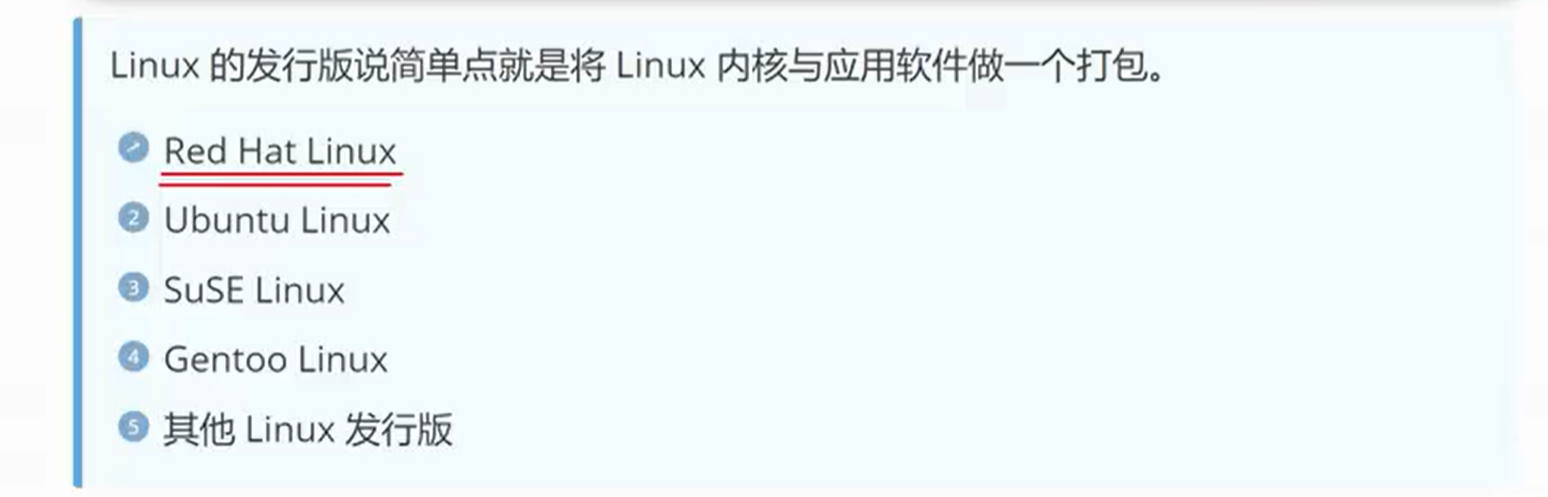 Linux 的发行版说简单点就是将 Linux 内核与应用软件做一个打包。
Red Hat Linux
2 Ubuntu Linux
3 SuSE Linux
4 Gentoo Linux
5 其他 Linux 发行版